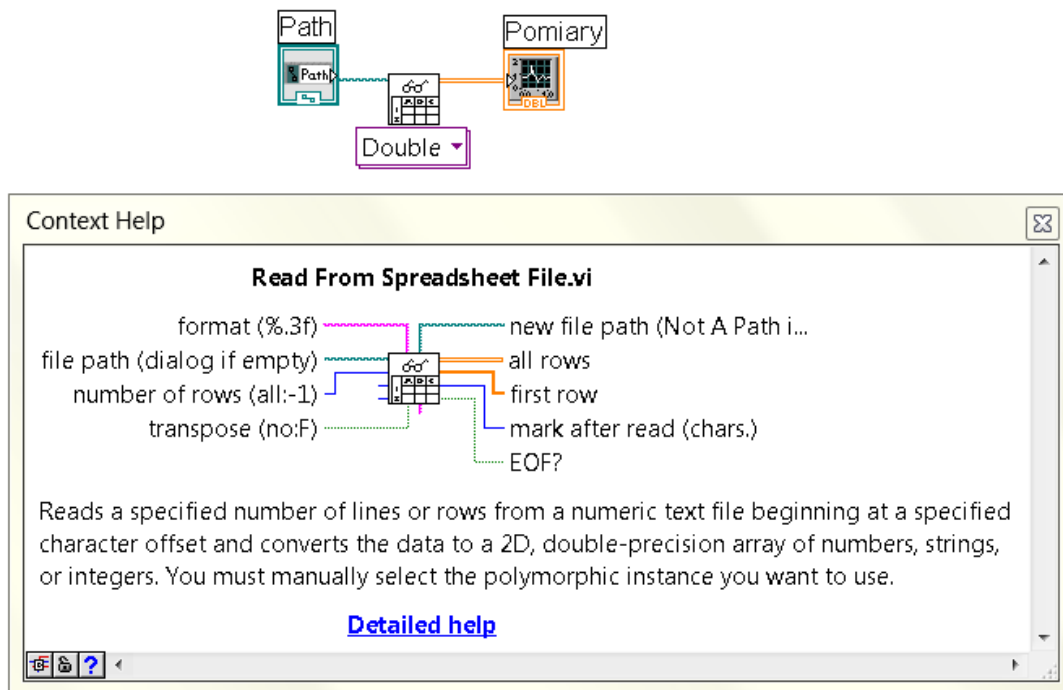 Path
Pomiary
Path
DBL
Double
Context Help
Read From Spreadsheet File.vi
format (%.3f)
new file path (Not A Path i...
file path (dialog if empty)
all rows
number of rows (all:-1)
first row
transpose (no:F)
mark after read (chars.)
EOF?
Reads a specified number of lines or rows from a numeric text file beginning at a specified
character offset and converts the data to a 2D, double-precision array of numbers, strings,
or integers. You must manually select the polymorphic instance you want to use.
Detailed help
?